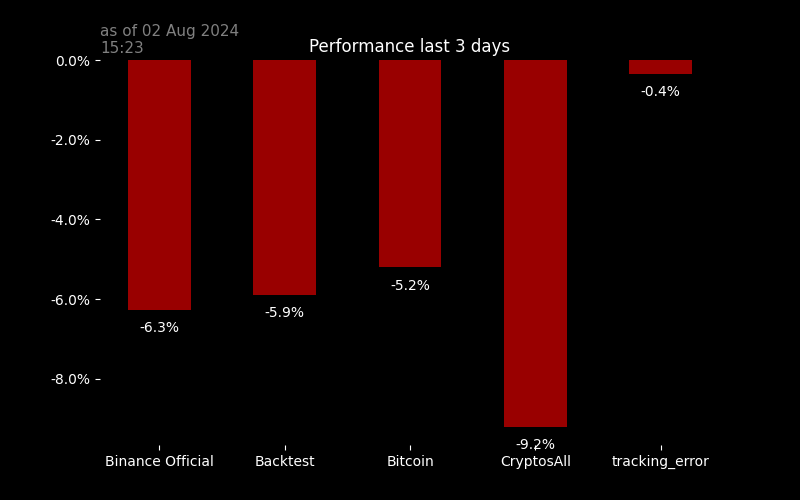 as of 02 Aug 2024
15:23
Performance last 3 days
0.0%
-2.0%
-4.0%
-6.0%
-8.0%
-6.3%
-5.9%
-5.2%
-9.2%
-0.4%
Binance Official
Backtest
Bitcoin
CryptosAll
tracking_error